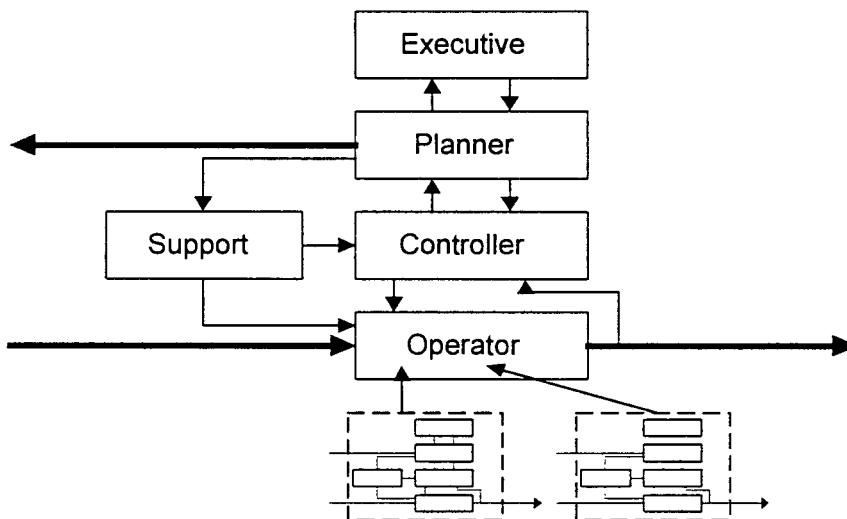 Executive
Planner
Support
Controller
Operator